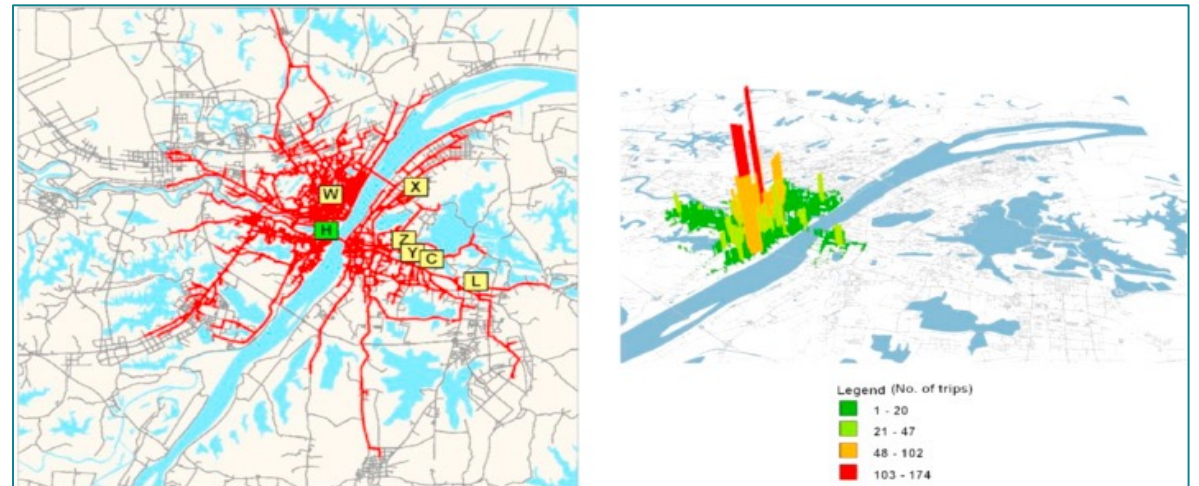 W
X
H
Z
Y C
L
Legend (No. of trips)
1 - 20
21 - 47
48 - 102
103 - 174